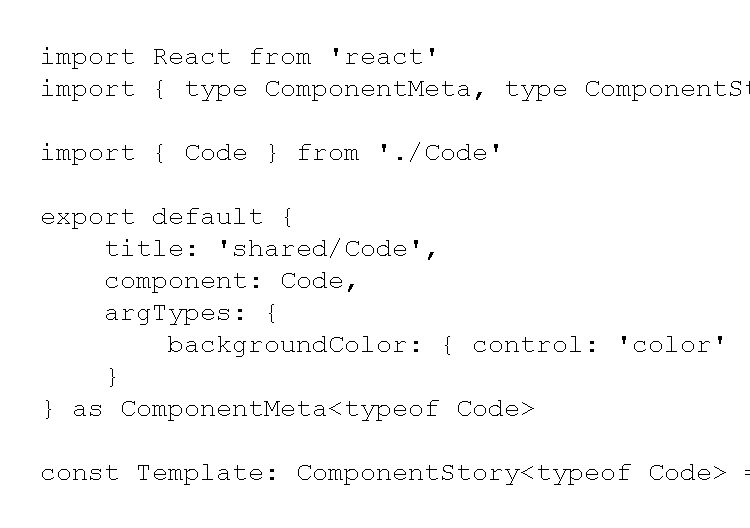 import React from 'react'
import { type ComponentMeta, type ComponentSt
import { Code } from './Code'
export default {
    title: 'shared/Code',
    component: Code,
    argTypes: {
        backgroundColor: { control: 'color'
    }
} as ComponentMeta<typeof Code>
const Template: ComponentStory<typeof Code> =